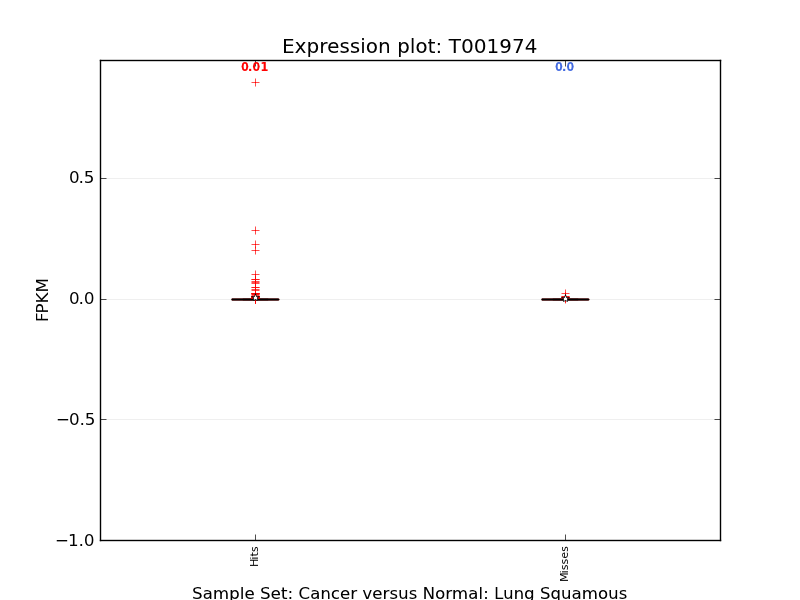 Expression plot: T001974
0.01
0.0
0.5
0.0
−0.5
−1.0
FPKM
Hits
Misses
Sample Set: Cancer versus Normal: Lung Squamous